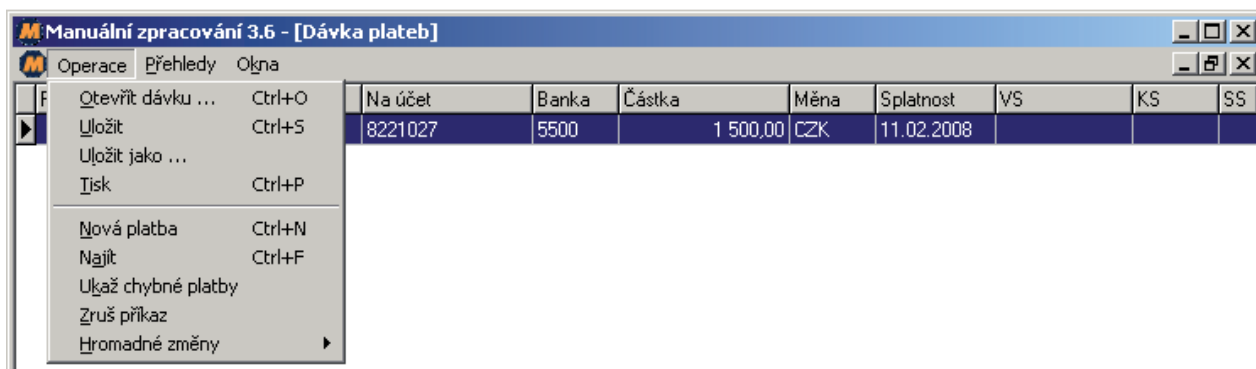 Manuální zpracování 3.6 - [Dávka plateb]
Operace Přehledy Okna
Na účet Banka Částka Měna Splatnost VS KS SS
8221027 5500 1 500,00 CZK 11.02.2008
Otevřít dávku ... Ctrl+O
Uložit Ctrl+S
Uložit jako ...
Tisk Ctrl+P
Nová platba Ctrl+N
Najít Ctrl+F
Ukaž chybné platby
Zruš příkaz
Hromadné změny